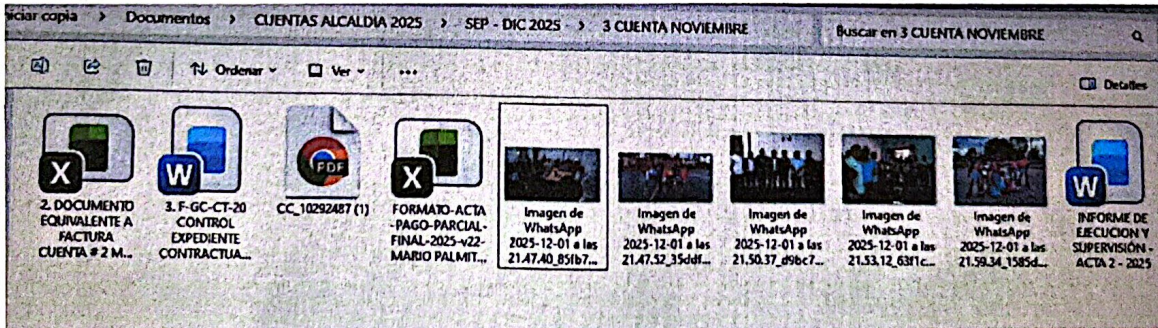 iciar copia > Documentos > CUENTAS ALCALDIA 2025 > SEP - DIC 2025 > 3 CUENTA NOVIEMBRE
Buscar en 3 CUENTA NOVIEMBRE
Ordenar
Ver
...
Detalles
X
2. DOCUMENTO
EQUIVALENTE A
FACTURA
CUENTA # 2 M...
W
3. F-GC-CT-20
CONTROL
EXPEDIENTE
CONTRACTUA...
PDF
CC_10292487 (1)
X
FORMATO-ACTA
-PAGO-PARCIAL-
FINAL-2025-v22-
MARIO PALMIT...
Imagen de
WhatsApp
2025-12-01 a las
21.47.40_85fb7...
Imagen de
WhatsApp
2025-12-01 a las
21.47.52_35ddf...
Imagen de
WhatsApp
2025-12-01 a las
21.50.37_d9bc7...
Imagen de
WhatsApp
2025-12-01 a las
21.53.12_63f1c...
Imagen de
WhatsApp
2025-12-01 a las
21.59.34_1585d...
W
INFORME DE
EJECUCION Y
SUPERVISIÓN -
ACTA 2 - 2025